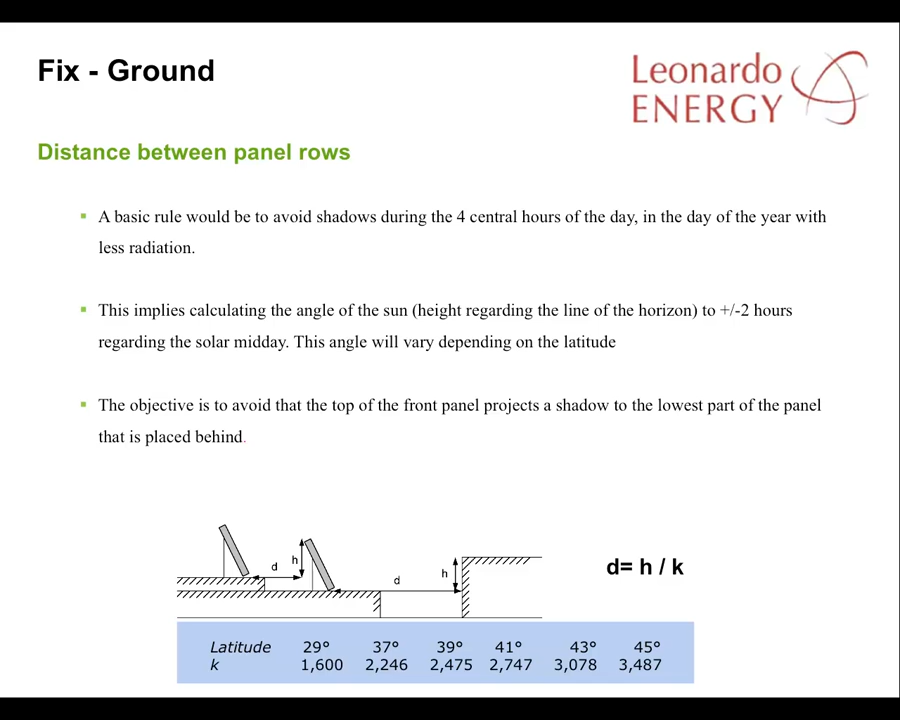 Fix - Ground
Leonardo
ENERGY
Distance between panel rows
A basic rule would be to avoid shadows during the 4 central hours of the day, in the day of the year with
less radiation.
This implies calculating the angle of the sun (height regarding the line of the horizon) to +/-2 hours
regarding the solar midday. This angle will vary depending on the latitude
The objective is to avoid that the top of the front panel projects a shadow to the lowest part of the panel
that is placed behind.
d h d h
d= h / k
Latitude 29° 37° 39° 41° 43° 45°
k 1,600 2,246 2,475 2,747 3,078 3,487